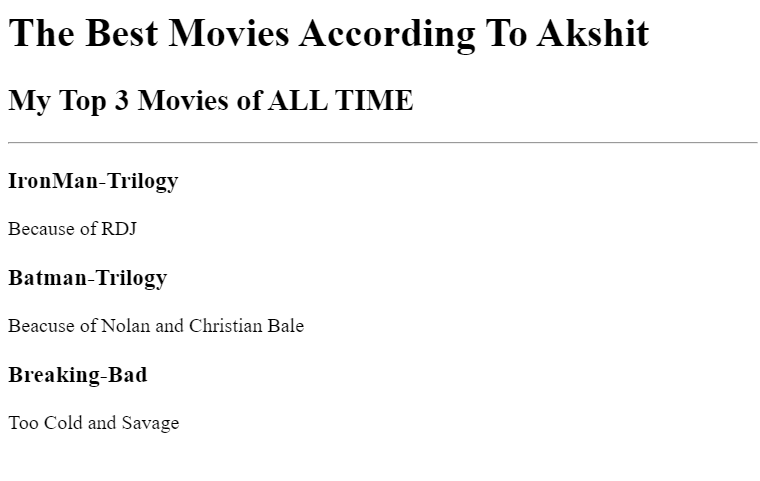 The Best Movies According To Akshit
My Top 3 Movies of ALL TIME
IronMan-Trilogy
Because of RDJ
Batman-Trilogy
Beacuse of Nolan and Christian Bale
Breaking-Bad
Too Cold and Savage